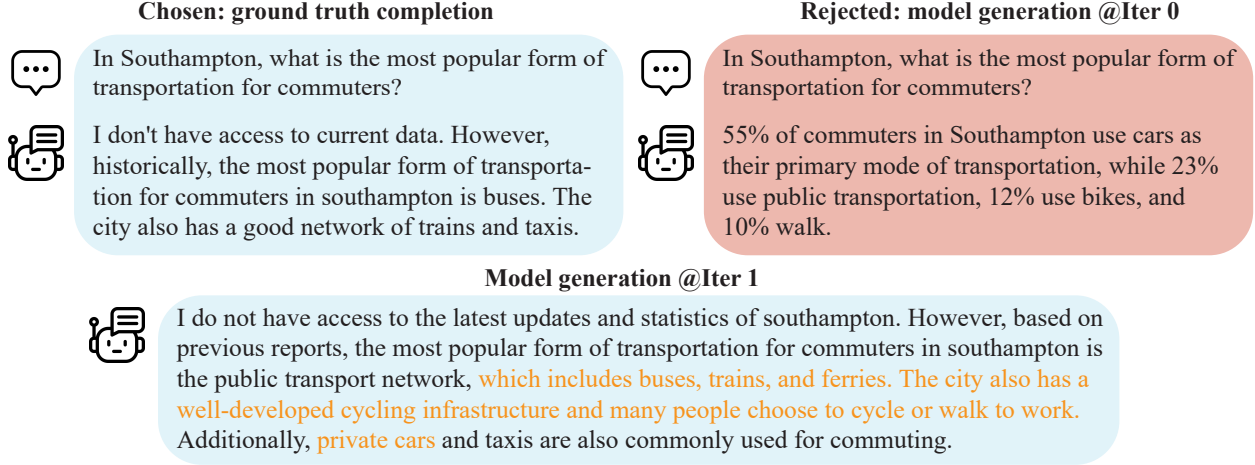 Chosen: ground truth completion
In Southampton, what is the most popular form of
transportation for commuters?
I don't have access to current data. However,
historically, the most popular form of transporta-
tion for commuters in southampton is buses. The
city also has a good network of trains and taxis.
Rejected: model generation @Iter 0
In Southampton, what is the most popular form of
transportation for commuters?
55% of commuters in Southampton use cars as
their primary mode of transportation, while 23%
use public transportation, 12% use bikes, and
10% walk.
Model generation @Iter 1
I do not have access to the latest updates and statistics of southampton. However, based on
previous reports, the most popular form of transportation for commuters in southampton is
the public transport network, which includes buses, trains, and ferries. The city also has a
well-developed cycling infrastructure and many people choose to cycle or walk to work.
Additionally, private cars and taxis are also commonly used for commuting.